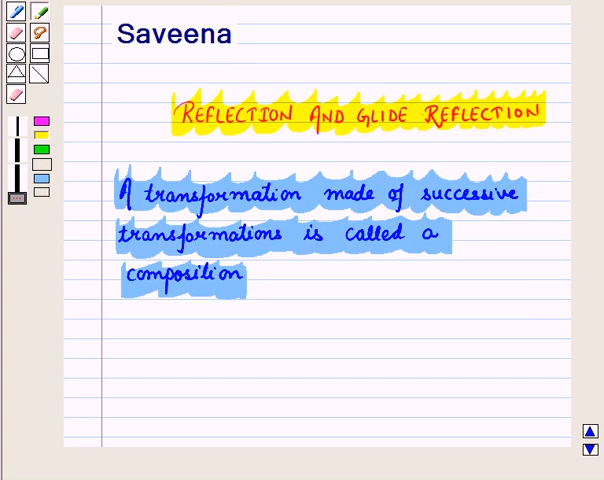 Saveena
REFLECTION AND GLIDE REFLECTION
A transformation made of successive
transformations is called a
composition